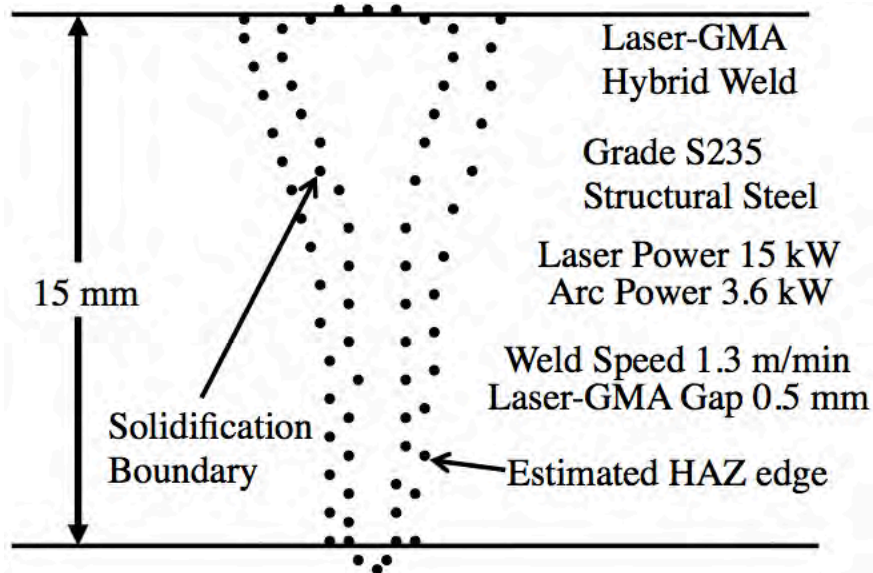 Laser-GMA
Hybrid Weld
Grade S235
Structural Steel
Laser Power 15 kW
Arc Power 3.6 kW
15 mm
Weld Speed 1.3 m/min
Laser-GMA Gap 0.5 mm
Solidification
Boundary
Estimated HAZ edge